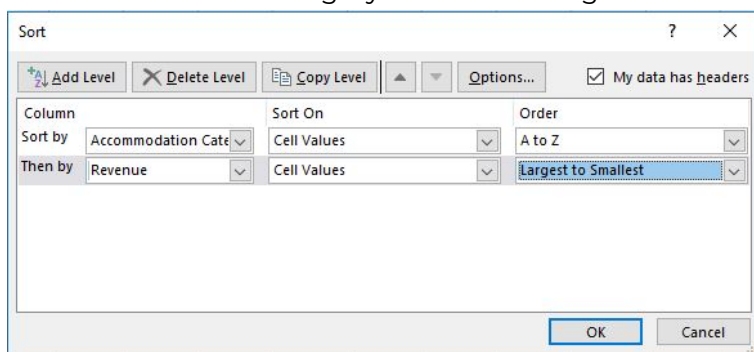 Sort ? X
Add Level Delete Level Copy Level Options... My data has headers
Column Sort On Order
Sort by Accommodation Cate Cell Values A to Z
Then by Revenue Cell Values Largest to Smallest
OK Cancel